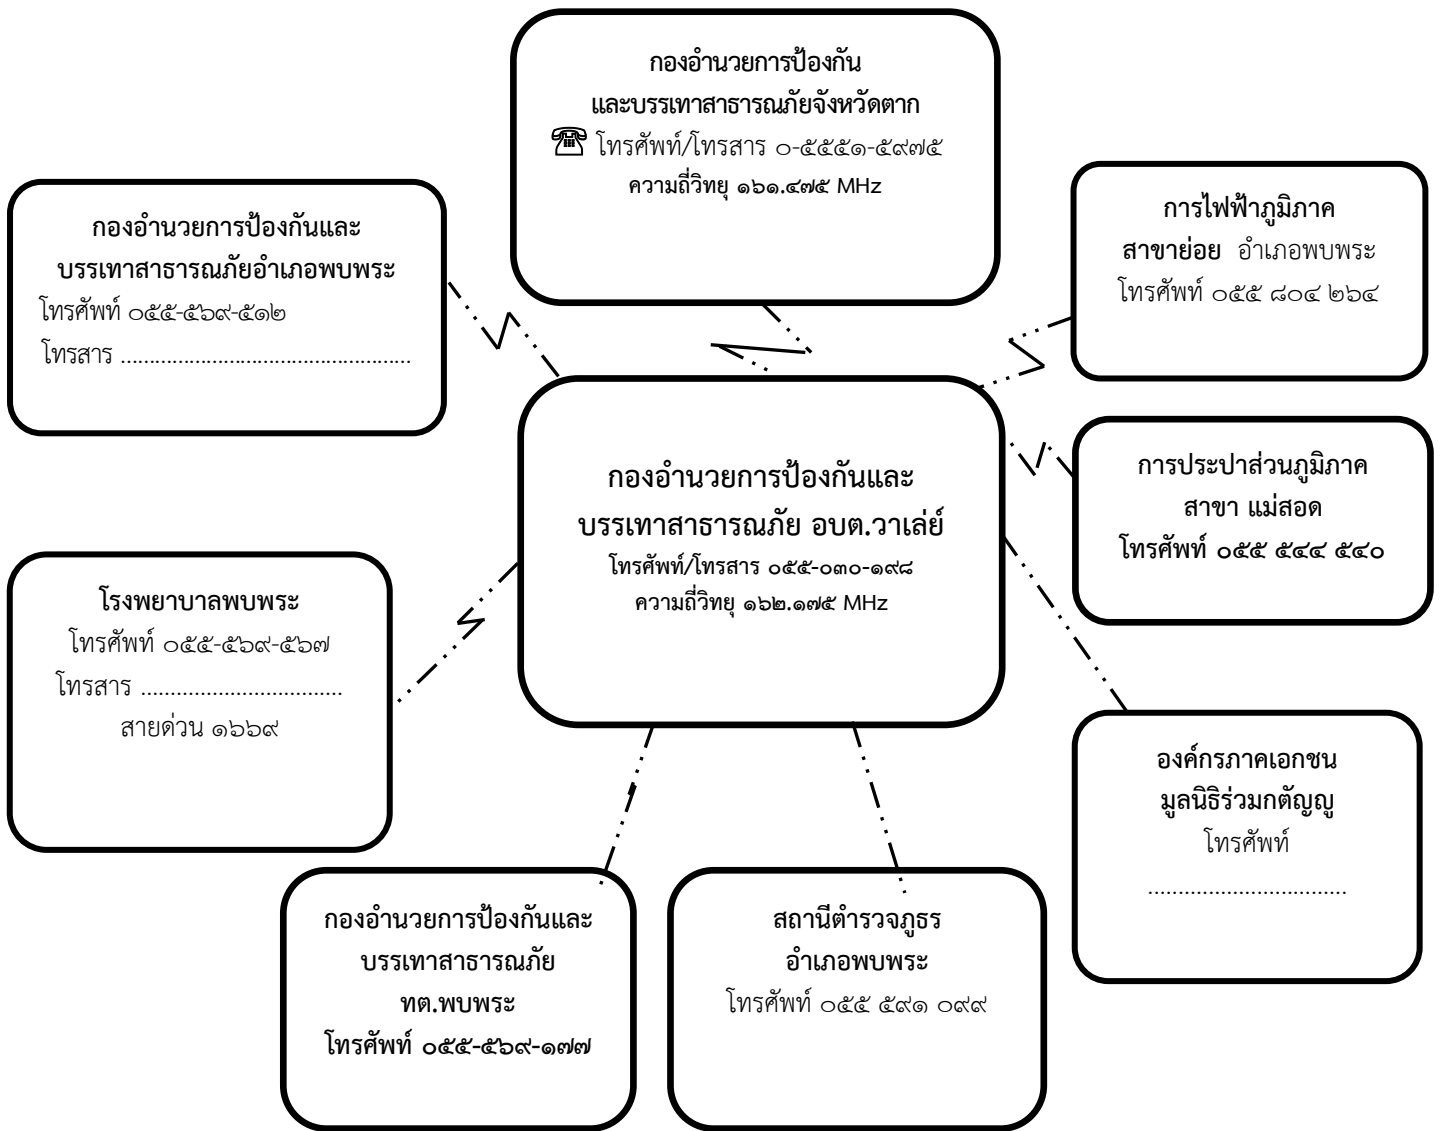 กองอำนวยการป้องกัน
และบรรเทาสาธารณภัยจังหวัดตาก
โทรศัพท์/โทรสาร ๐-๕๕๕๑-๕๙๗๕
ความถี่วิทยุ ๑๖๑.๔๗๕ MHz
กองอำนวยการป้องกันและ
บรรเทาสาธารณภัยอำเภอพบพระ
โทรศัพท์ ๐๕๕-๕๖๙-๕๑๒
โทรสาร ..................................................
การไฟฟ้าภูมิภาค
สาขาย่อย อำเภอพบพระ
โทรศัพท์ ๐๕๕ ๘๐๔ ๒๖๔
กองอำนวยการป้องกันและ
บรรเทาสาธารณภัย อบต.วาเล่ย์
โทรศัพท์/โทรสาร ๐๕๕-๐๓๐-๑๙๘
ความถี่วิทยุ ๑๖๒.๑๗๕ MHz
การประปาส่วนภูมิภาค
สาขา แม่สอด
โทรศัพท์ ๐๕๕ ๕๔๔ ๕๔๐
โรงพยาบาลพบพระ
โทรศัพท์ ๐๕๕-๕๖๙-๕๖๗
โทรสาร ..................................
สายด่วน ๑๖๖๙
องค์กรภาคเอกชน
มูลนิธิร่วมกตัญญู
โทรศัพท์
.................................
กองอำนวยการป้องกันและ
บรรเทาสาธารณภัย
ทต.พบพระ
โทรศัพท์ ๐๕๕-๕๖๙-๑๗๗
สถานีตำรวจภูธร
อำเภอพบพระ
โทรศัพท์ ๐๕๕ ๕๙๑ ๐๙๙